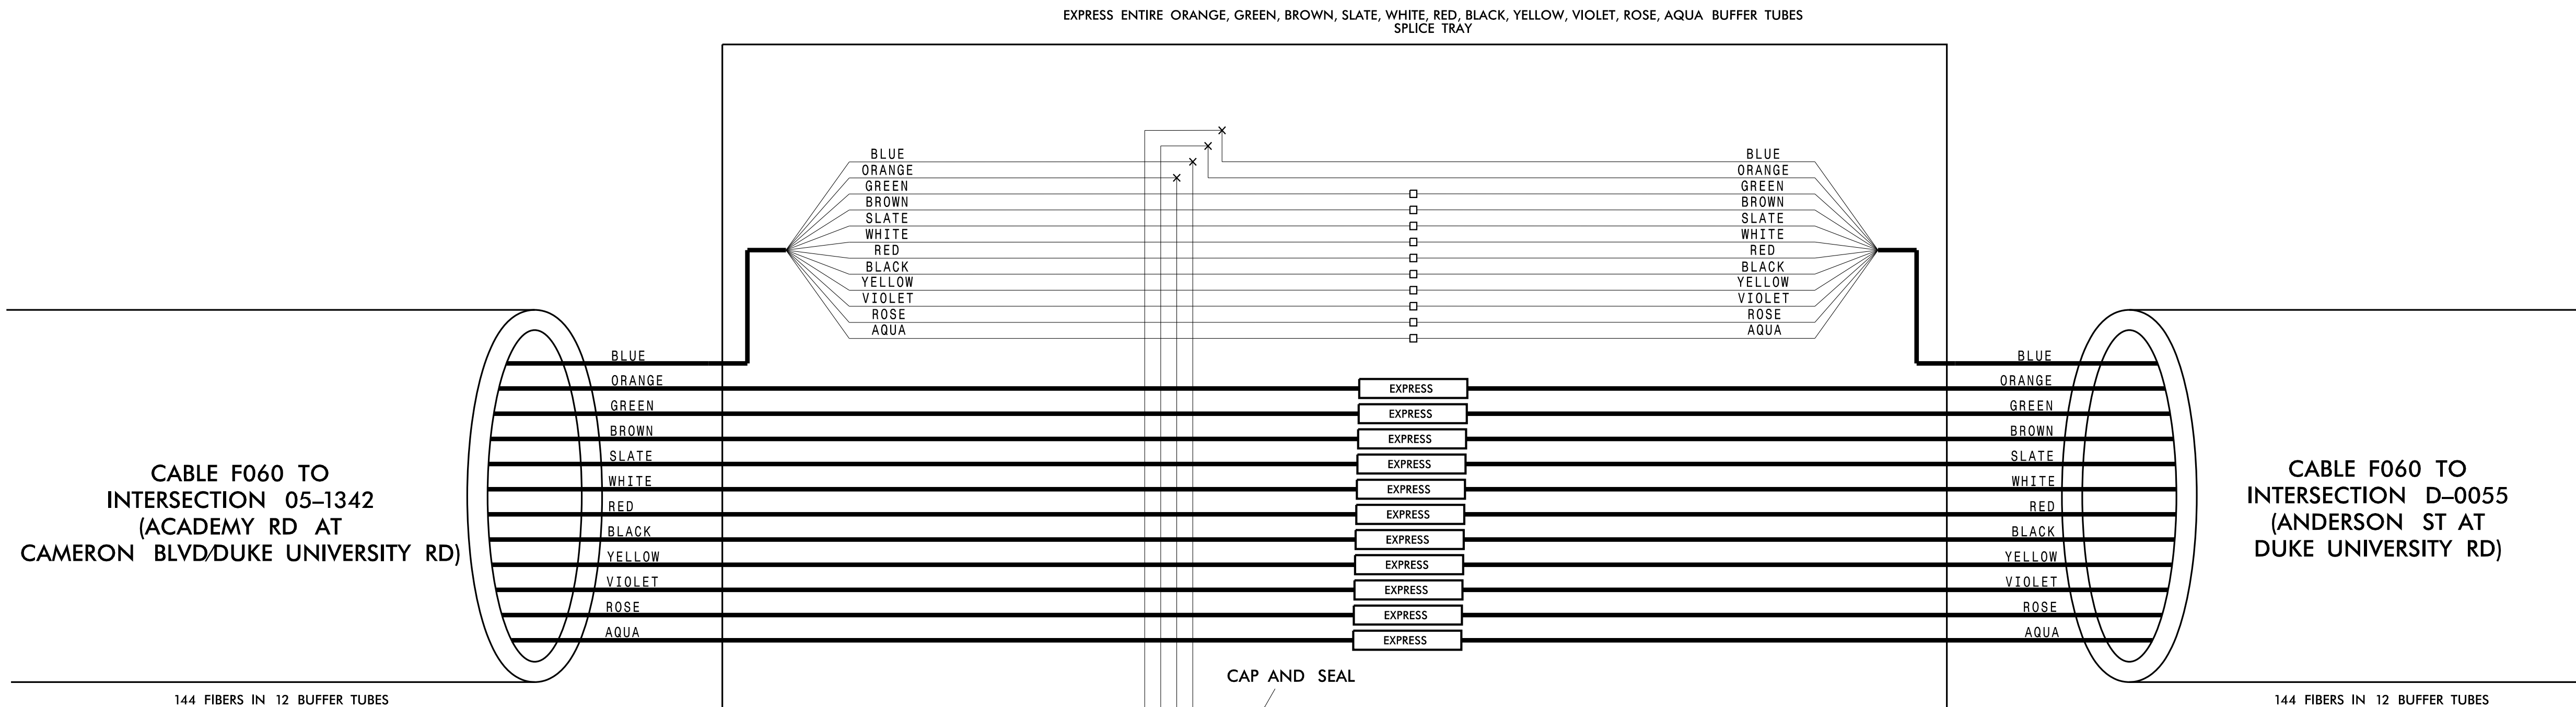 EXPRESS ENTIRE ORANGE, GREEN, BROWN, SLATE, WHITE, RED, BLACK, YELLOW, VIOLET, ROSE, AQUA BUFFER TUBES
SPLICE TRAY
BLUE BLUE
ORANGE ORANGE
GREEN GREEN
BROWN BROWN
SLATE SLATE
WHITE WHITE
RED RED
BLACK BLACK
YELLOW YELLOW
VIOLET VIOLET
ROSE ROSE
AQUA AQUA
BLUE BLUE
ORANGE EXPRESS ORANGE
GREEN EXPRESS GREEN
BROWN EXPRESS BROWN
SLATE EXPRESS SLATE
WHITE EXPRESS WHITE
RED EXPRESS RED
BLACK EXPRESS BLACK
YELLOW EXPRESS YELLOW
VIOLET EXPRESS VIOLET
ROSE EXPRESS ROSE
AQUA EXPRESS AQUA
CABLE F060 TO
INTERSECTION 05–1342
(ACADEMY RD AT
CAMERON BLVD/DUKE UNIVERSITY RD)
CABLE F060 TO
INTERSECTION D–0055
(ANDERSON ST AT
DUKE UNIVERSITY RD)
CAP AND SEAL
144 FIBERS IN 12 BUFFER TUBES
144 FIBERS IN 12 BUFFER TUBES